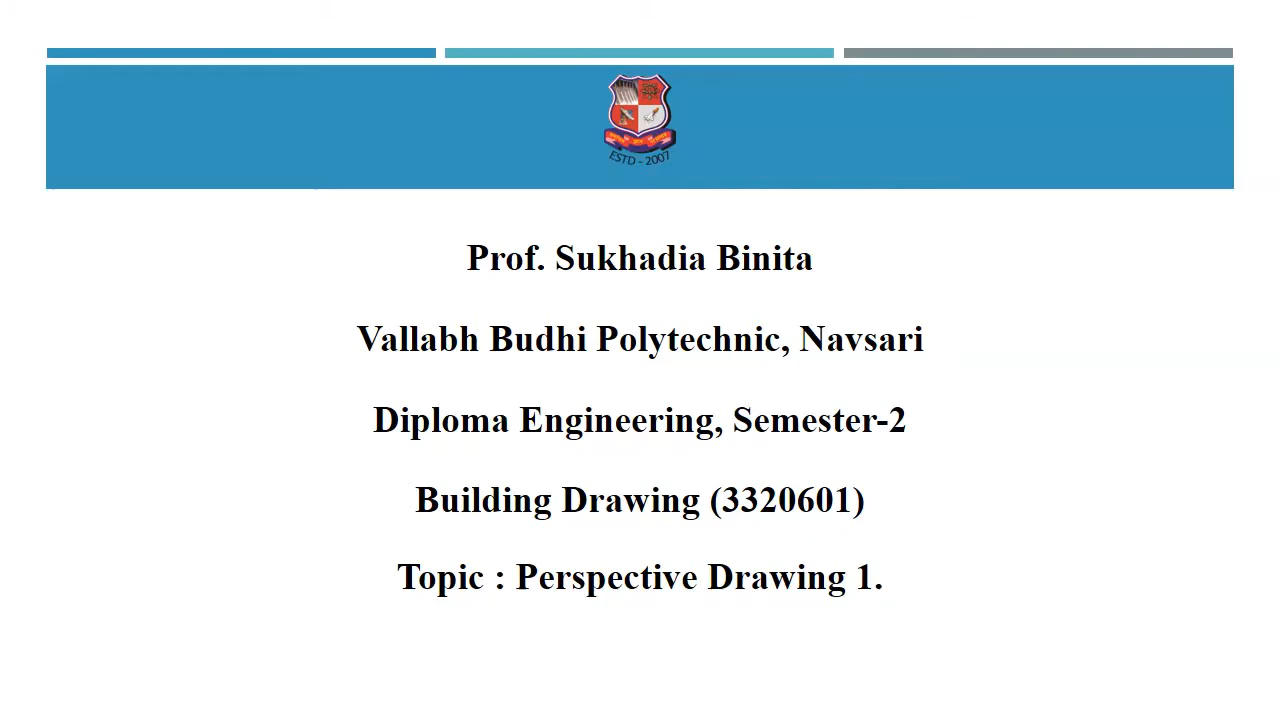 ESTD - 2007
Prof. Sukhadia Binita
Vallabh Budhi Polytechnic, Navsari
Diploma Engineering, Semester-2
Building Drawing (3320601)
Topic : Perspective Drawing 1.